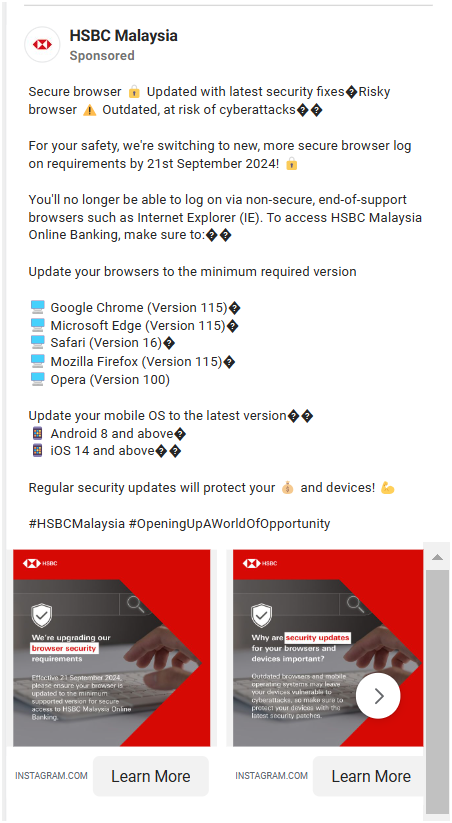 HSBC Malaysia
Sponsored
Secure browser 🔒 Updated with latest security fixes�Risky
browser ⚠️ Outdated, at risk of cyberattacks��
For your safety, we're switching to new, more secure browser log
on requirements by 21st September 2024! 🔒
You'll no longer be able to log on via non-secure, end-of-support
browsers such as Internet Explorer (IE). To access HSBC Malaysia
Online Banking, make sure to:��
Update your browsers to the minimum required version
🖥️ Google Chrome (Version 115)�
🖥️ Microsoft Edge (Version 115)�
🖥️ Safari (Version 16)�
🖥️ Mozilla Firefox (Version 115)�
🖥️ Opera (Version 100)
Update your mobile OS to the latest version��
📱 Android 8 and above�
📱 iOS 14 and above��
Regular security updates will protect your 💰 and devices! 💪
#HSBCMalaysia #OpeningUpAWorldOfOpportunity
HSBC
We're upgrading our
browser security
requirements
Effective 21 September 2024,
please ensure your browser is
updated to the minimum
supported version for secure
access to HSBC Malaysia Online
Banking.
INSTAGRAM.COM
Learn More
HSBC
Why are security updates
for your browsers and
devices important?
Outdated browsers and mobile
operating systems may leave
your devices vulnerable to
cyberattacks, so make sure to
protect your devices with the
latest security patches.
INSTAGRAM.COM
Learn More